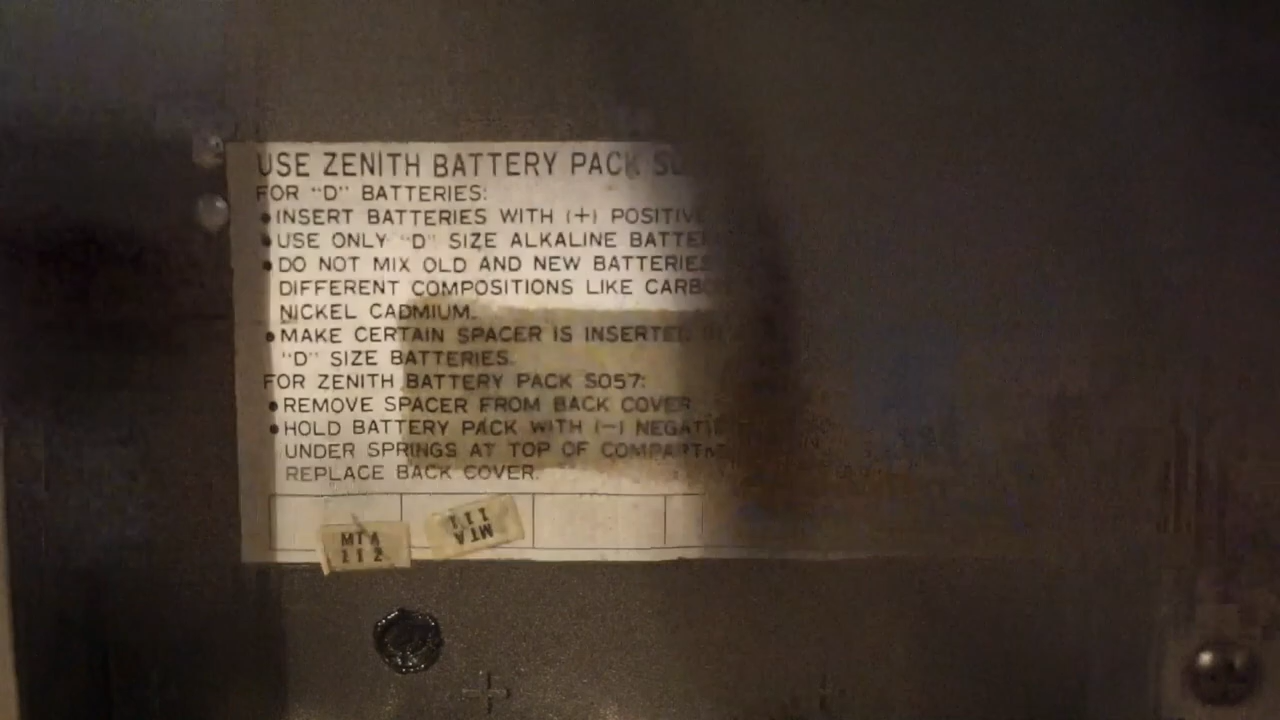 USE ZENITH BATTERY PACK
FOR "D" BATTERIES:
•INSERT BATTERIES WITH (+) POSITIVE
•USE ONLY "D" SIZE ALKALINE
•DO NOT MIX OLD AND NEW BATTERIES
DIFFERENT COMPOSITIONS LIKE
NICKEL CADMIUM.
•MAKE CERTAIN SPACER IS INSERTED
"D" SIZE BATTERIES.
FOR ZENITH BATTERY PACK S057:
•REMOVE SPACER FROM BACK COVER
•HOLD BATTERY PACK WITH (-)
UNDER SPRINGS AT TOP OF
REPLACE BACK COVER.
MTA
111
MTA
112